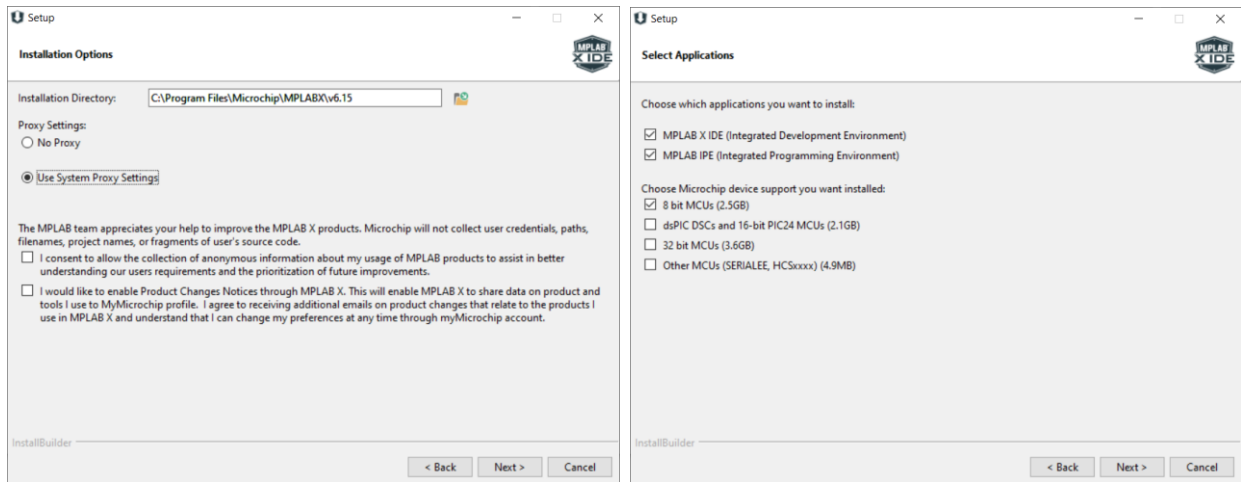 Setup
Installation Options
MPLAB
X IDE
Installation Directory: C:\Program Files\Microchip\MPLABX\v6.15
Proxy Settings:
No Proxy
Use System Proxy Settings
The MPLAB team appreciates your help to improve the MPLAB X products. Microchip will not collect user credentials, paths,
filenames, project names, or fragments of user's source code.
I consent to allow the collection of anonymous information about my usage of MPLAB products to assist in better
understanding our users requirements and the prioritization of future improvements.
I would like to enable Product Changes Notices through MPLAB X. This will enable MPLAB X to share data on product and
tools I use to MyMicrochip profile. I agree to receiving additional emails on product changes that relate to the products I
use in MPLAB X and understand that I can change my preferences at any time through myMicrochip account.
InstallBuilder
< Back Next > Cancel
Setup
Select Applications
MPLAB
X IDE
Choose which applications you want to install:
MPLAB X IDE (Integrated Development Environment)
MPLAB IPE (Integrated Programming Environment)
Choose Microchip device support you want installed:
8 bit MCUs (2.5GB)
dsPIC DSCs and 16-bit PIC24 MCUs (2.1GB)
32 bit MCUs (3.6GB)
Other MCUs (SERIALEE, HCSxxxx) (4.9MB)
InstallBuilder
< Back Next > Cancel